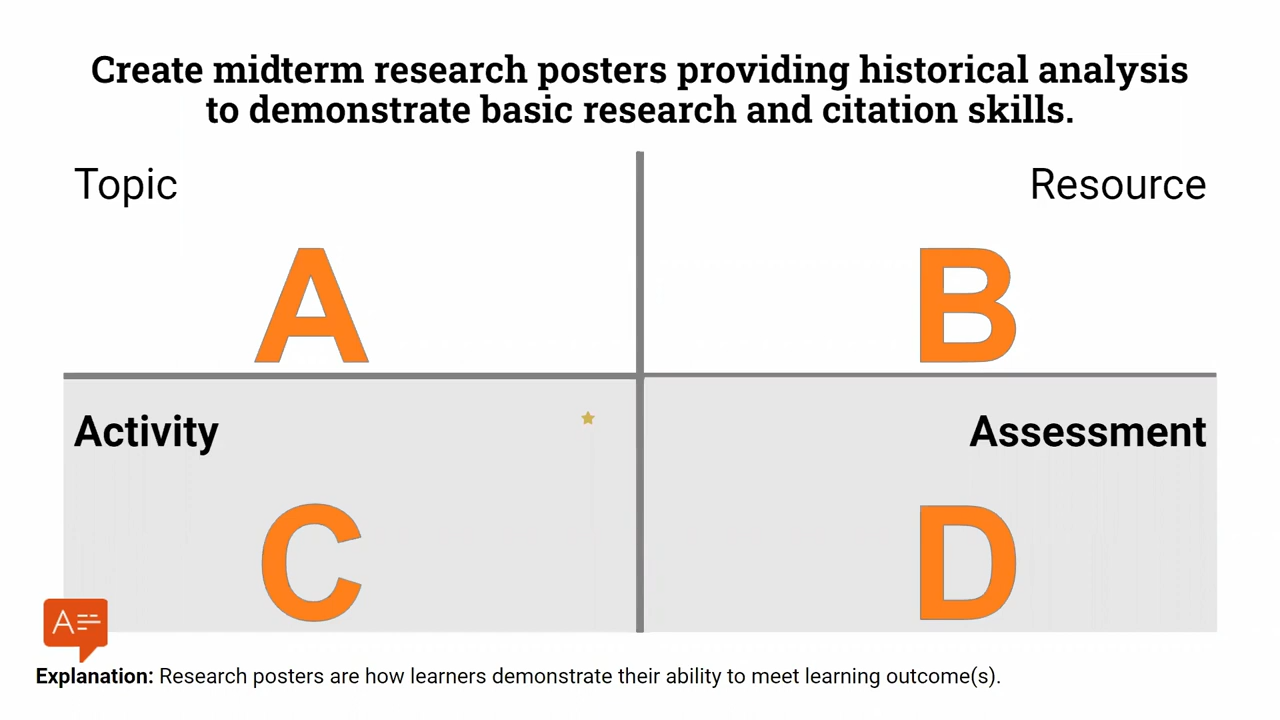 Create midterm research posters providing historical analysis
to demonstrate basic research and citation skills.
Topic
Resource
A
B
Activity
Assessment
C
D
A
Explanation: Research posters are how learners demonstrate their ability to meet learning outcome(s).